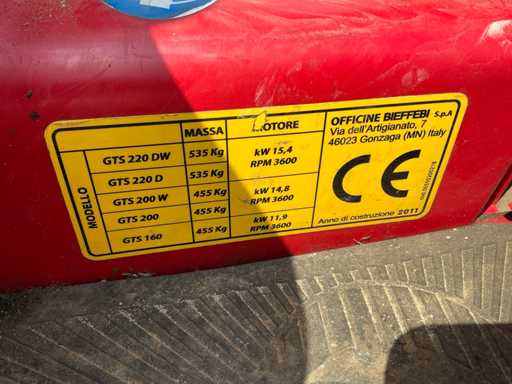 MODELLO
MASSA MOTORE
GTS 220 DW 535 Kg kW 15,4
RPM 3600
GTS 220 D 535 Kg
GTS 200 W 455 Kg kW 14,8
RPM 3600
GTS 200 455 Kg
GTS 160 455 Kg kW 11,9
RPM 3600
OFFICINE BIEFFEBI S.p.A
Via dell'Artigianato, 7
46023 Gonzaga (MN) Italy
CE
Anno di costruzione 2011